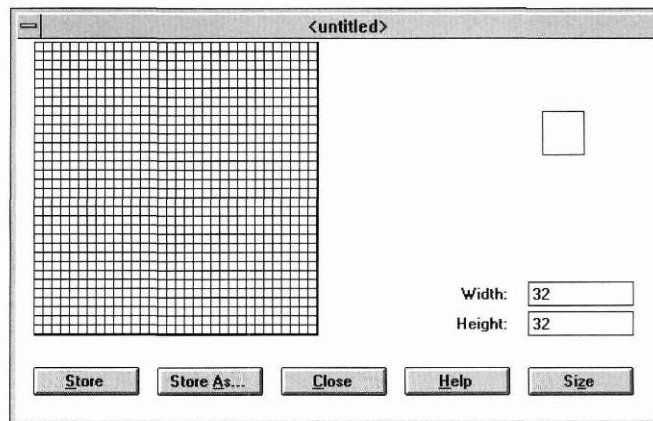 <untitled>
Width: 32
Height: 32
Store Store As... Close Help Size